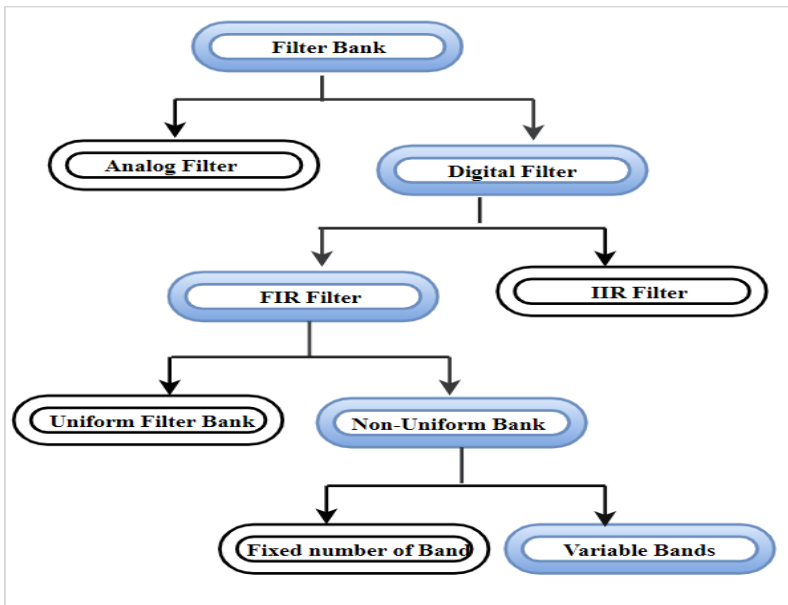 Filter Bank
Analog Filter
Digital Filter
FIR Filter
IIR Filter
Uniform Filter Bank
Non-Uniform Bank
Fixed number of Band
Variable Bands